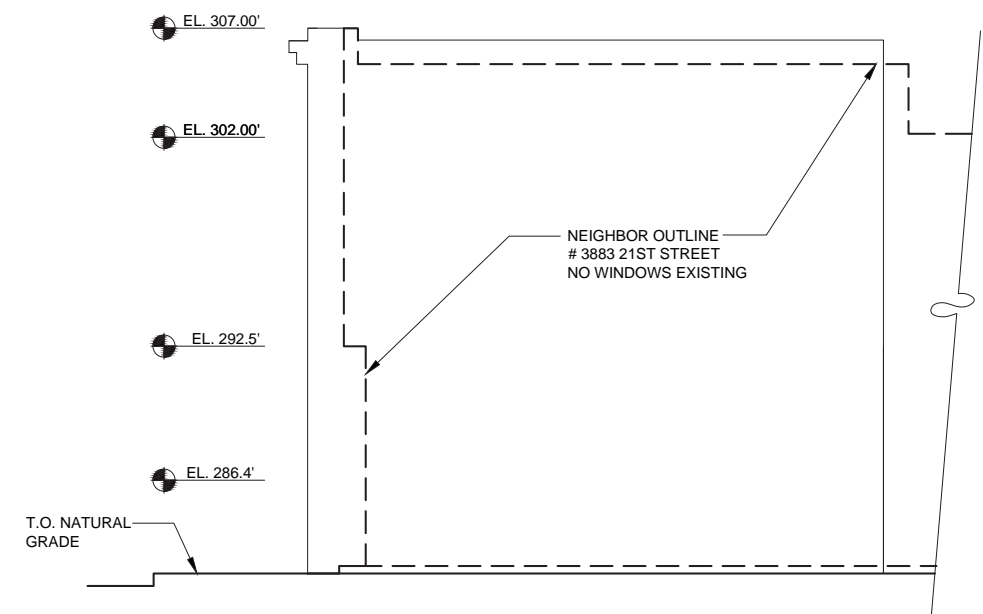 EL. 307.00'
EL. 302.00'
NEIGHBOR OUTLINE
# 3883 21ST STREET
NO WINDOWS EXISTING
EL. 292.5'
EL. 286.4'
T.O. NATURAL
GRADE